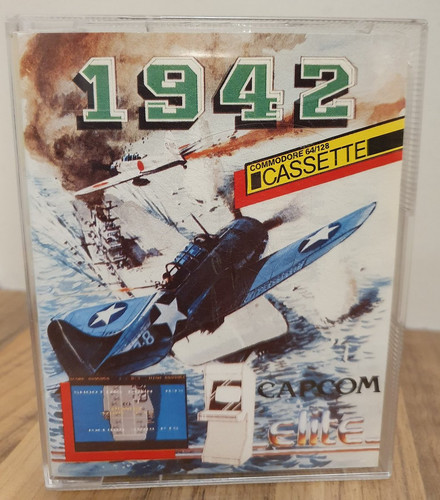 1942
COMMODORE 64/128
CASSETTE
CAPCOM
elite